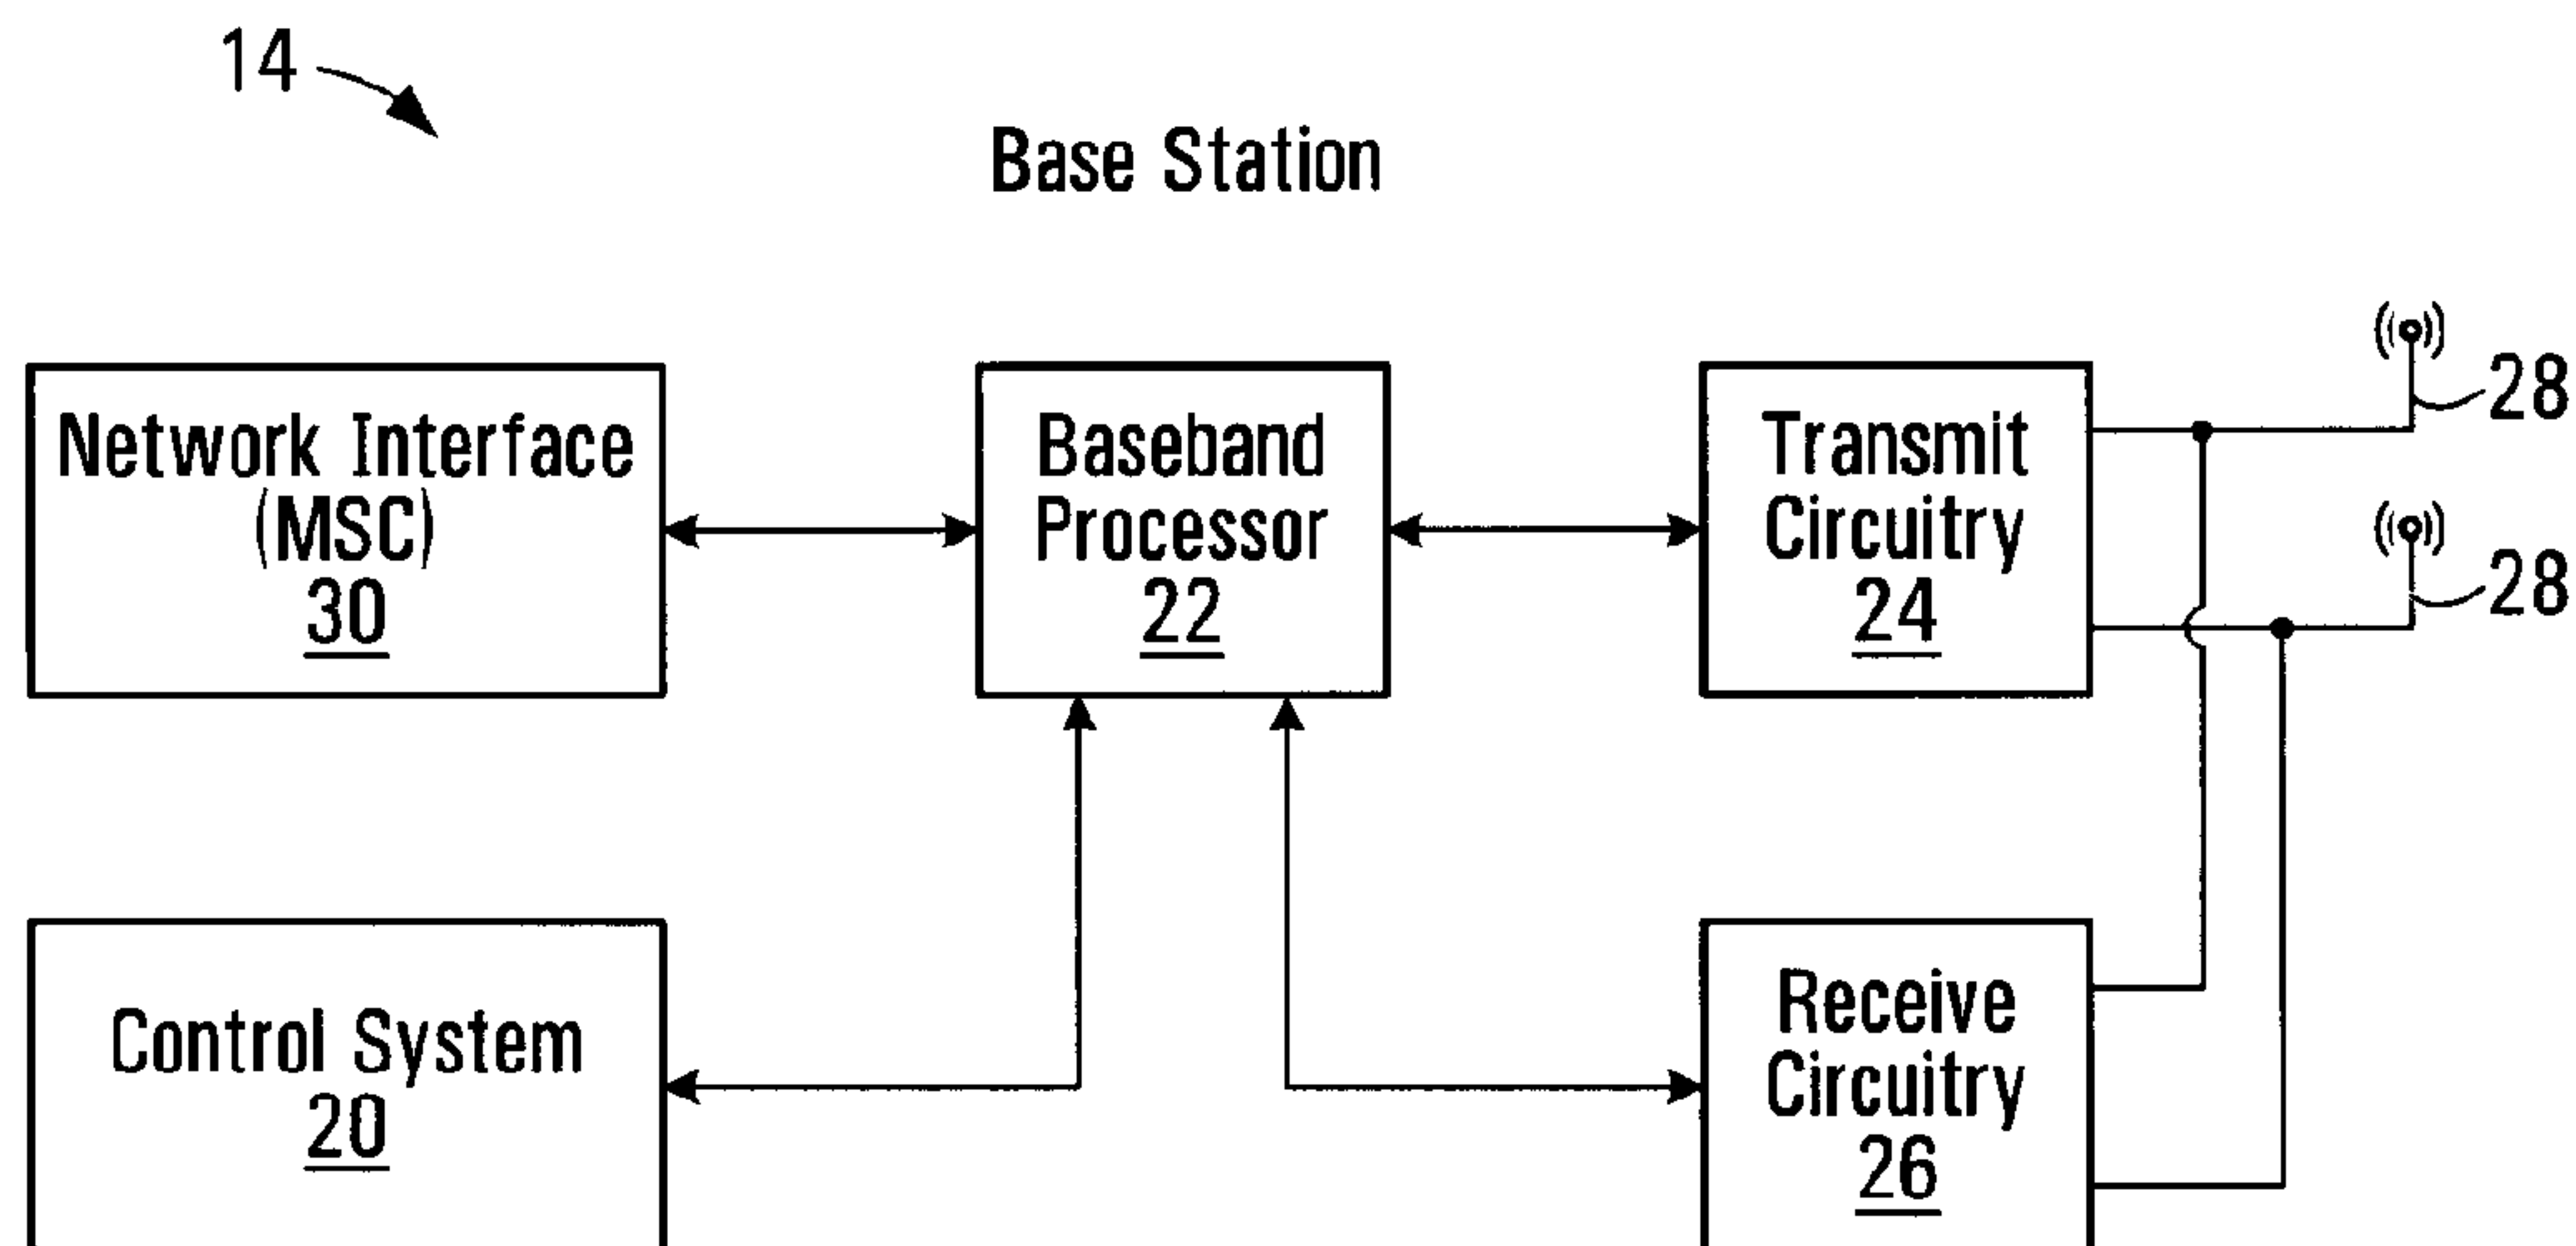 14
Base Station
Network Interface
(MSC)
30
Baseband
Processor
22
Transmit
Circuitry
24
28
28
Control System
20
Receive
Circuitry
26